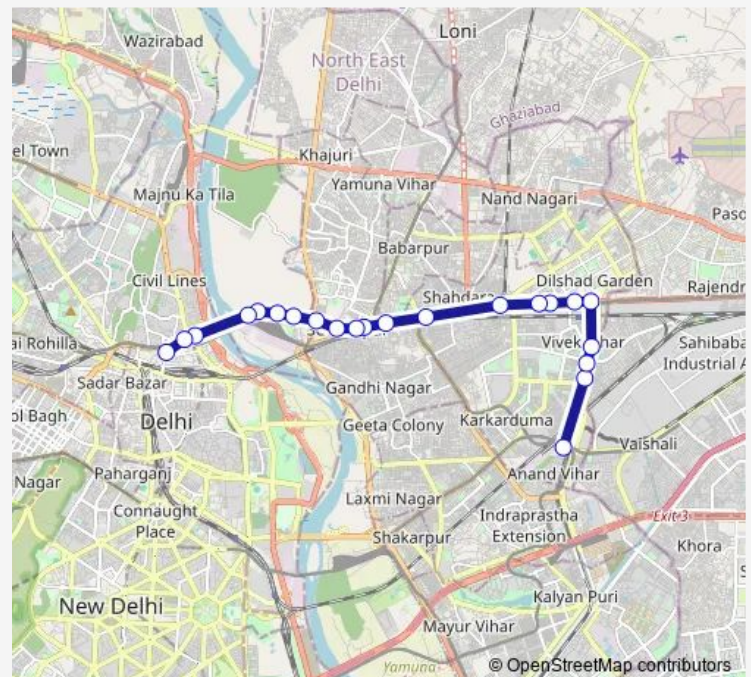 Loni
Wazirabad
North East
Delhi
Ghaziabad
el Town
Khajuri
Yamuna Vihar
Majnu Ka Tila
Nand Nagari
Paso
Babarpur
Civil Lines
Dilshad Garden
Rajendr
Shahdara
ai Rohilla
Vivek
har
Sahibaba
Industrial A
Sadar Bazar
Gandhi Nagar
ol Bagh
Delhi
Geeta Colony
Karkarduma
Vaishali
Paharganj
Anand Vihar
Nagar
Laxmi Nagar
Connaught
Place
Indraprastha
Extension
Exit 3
Shakarpur
Khora
New Delhi
Kalyan Puri
Mayur Vihar
Yamuna
© OpenStreetMap contributors